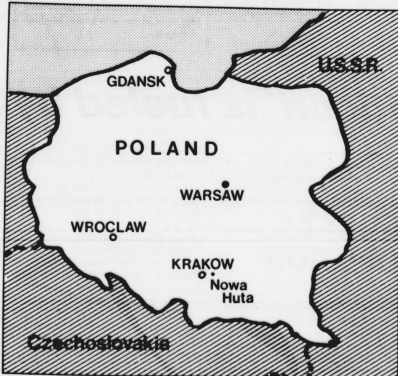 U.S.S.R.
GDANSK
POLAND
WARSAW
WROCLAW
KRAKOW
Nowa
Huta
Czechoslovakia